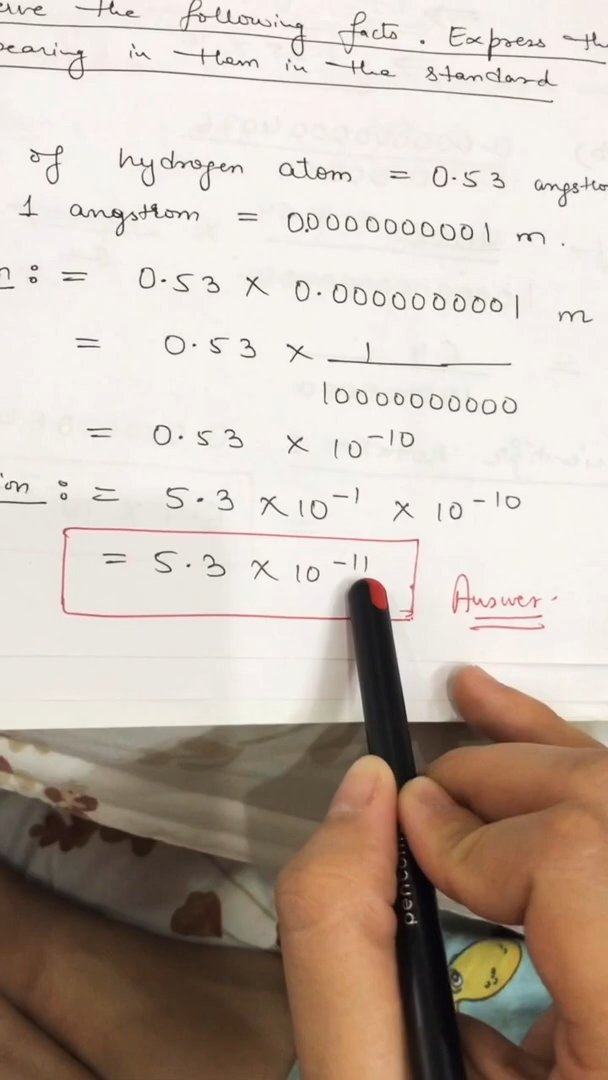 the following facts. Express
in them in the standard
of hydrogen atom = 0.53
1 angstrom = 0.0000000001 m.
: = 0.53 × 0.0000000001 m
= 0.53 × 1
10000000000
= 0.53 × 10⁻¹⁰
: = 5.3 × 10⁻¹ × 10⁻¹⁰
= 5.3 × 10⁻¹¹
Answer.